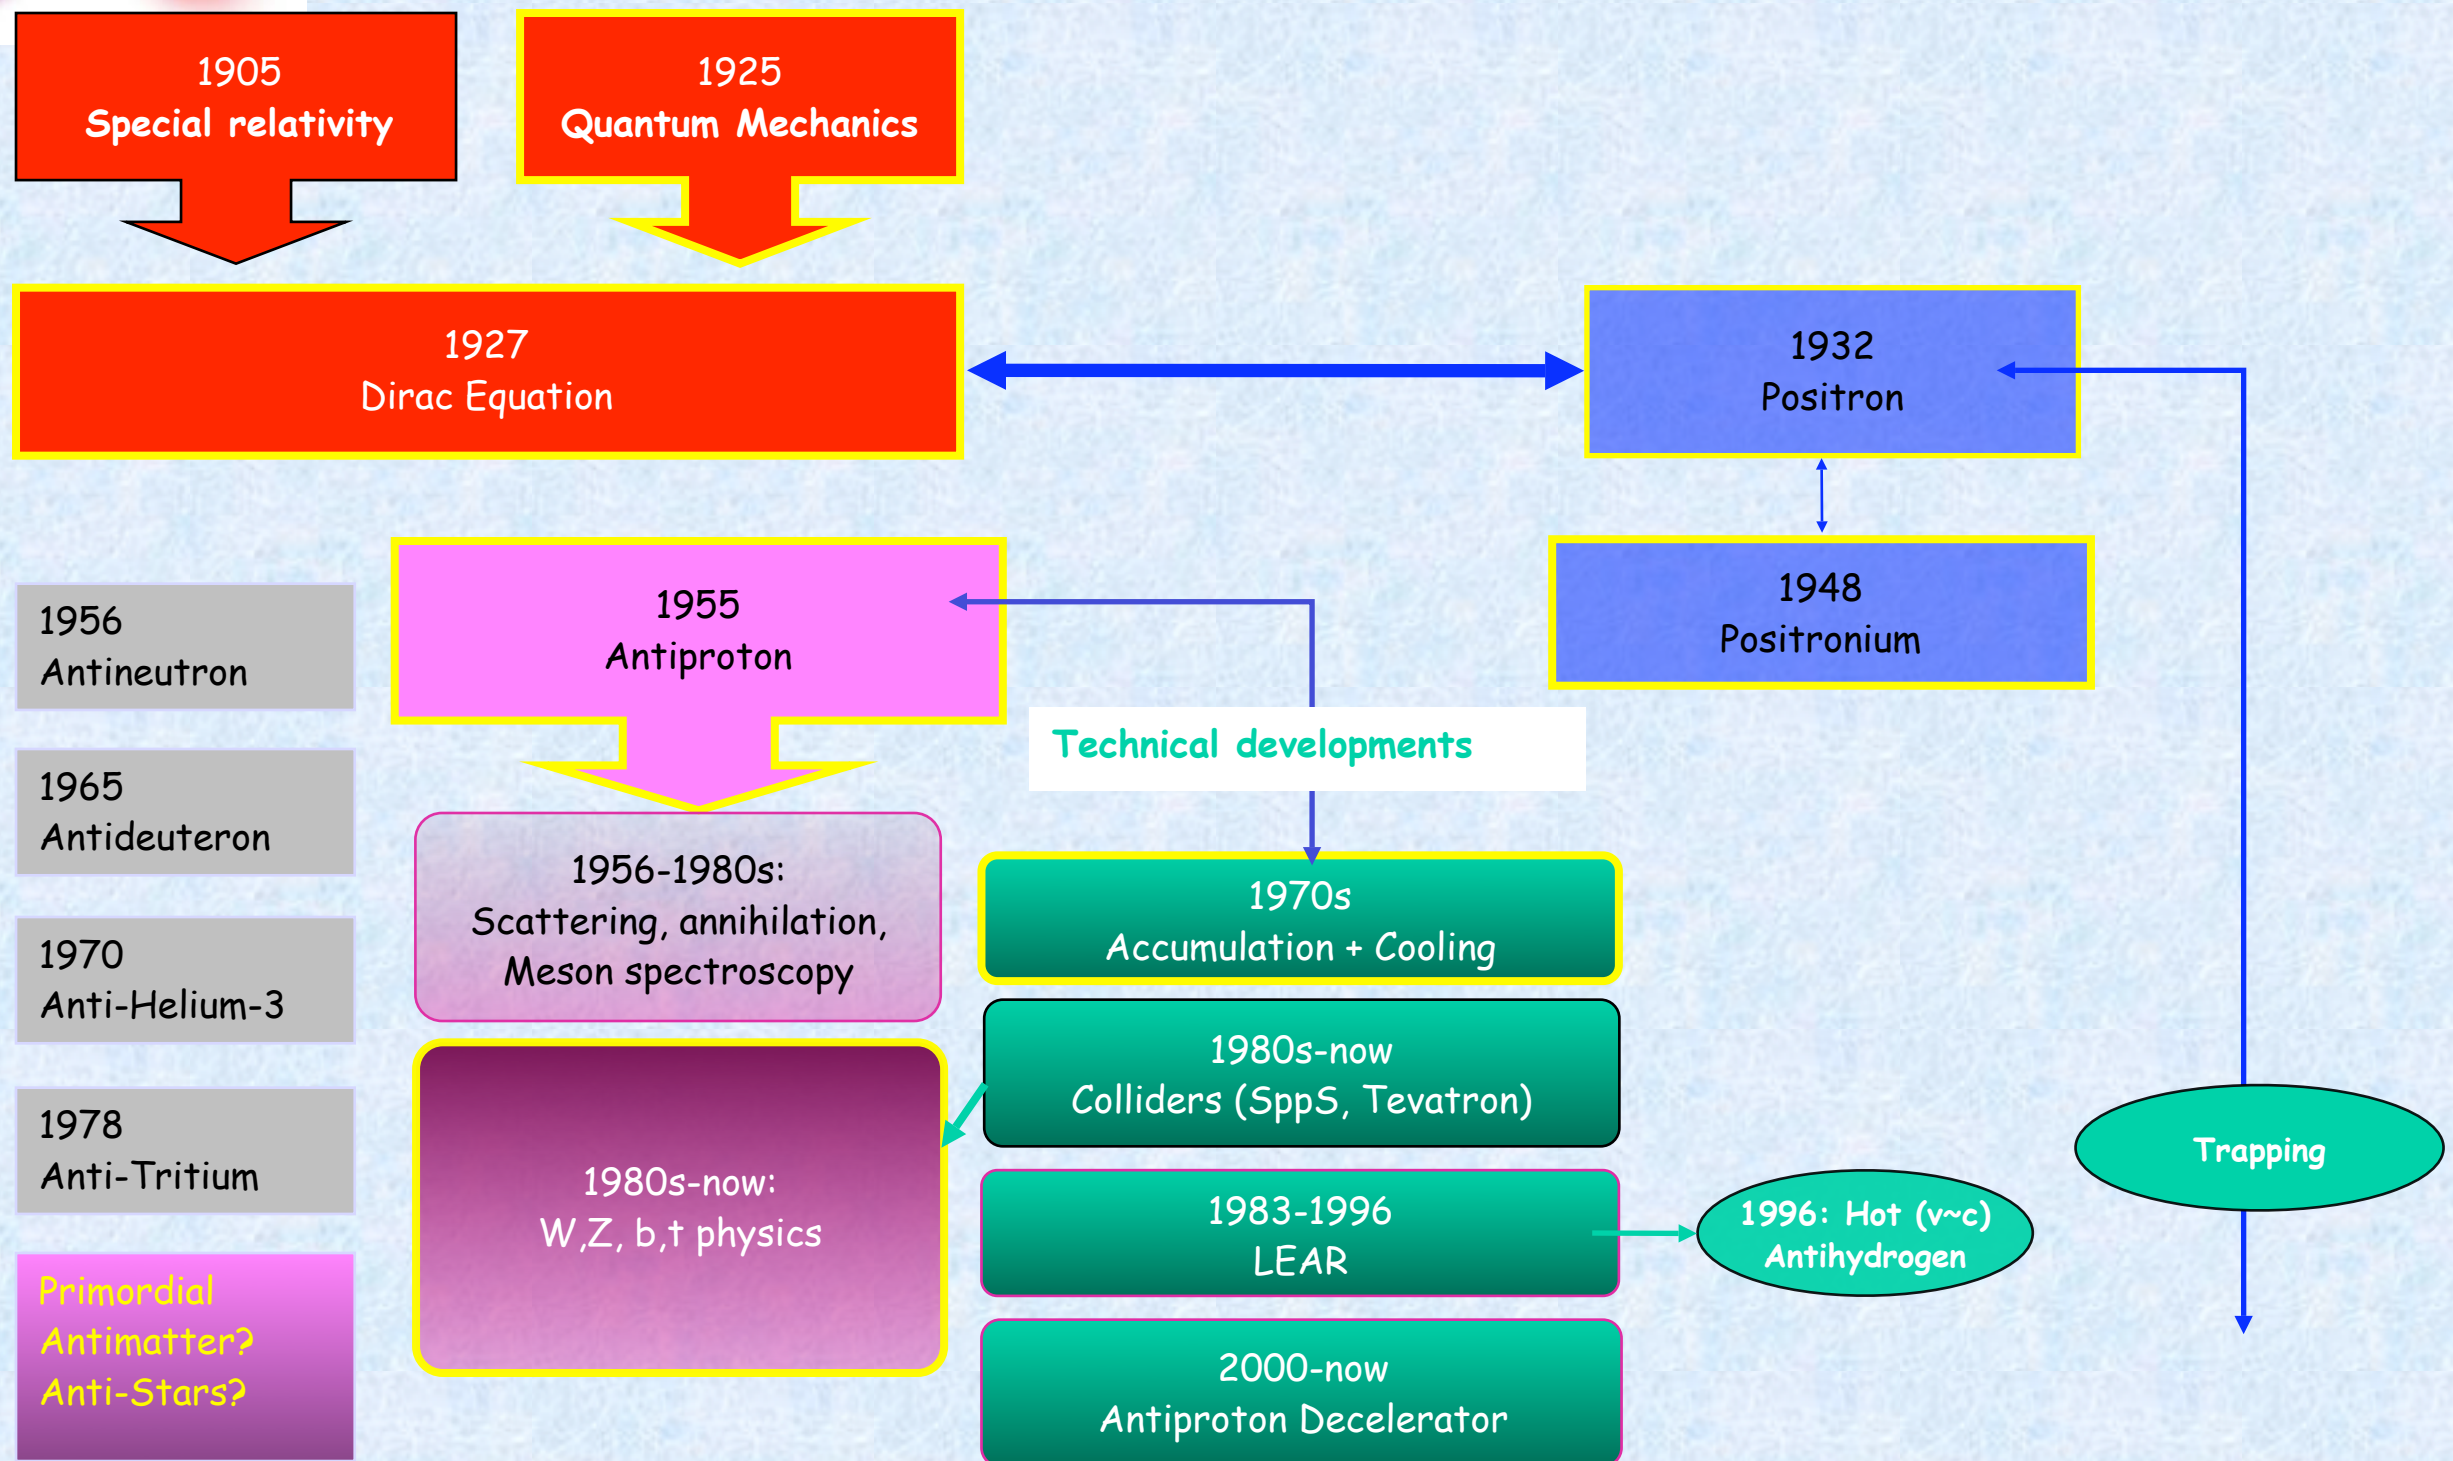 1905
Special relativity
1925
Quantum Mechanics
1927
Dirac Equation
1932
Positron
1948
Positronium
1955
Antiproton
1956
Antineutron
1965
Antideuteron
1970
Anti-Helium-3
1978
Anti-Tritium
Primordial
Antimatter?
Anti-Stars?
1956-1980s:
Scattering, annihilation,
Meson spectroscopy
1980s-now:
W,Z, b,t physics
Technical developments
1970s
Accumulation + Cooling
1980s-now
Colliders (SppS, Tevatron)
1983-1996
LEAR
2000-now
Antiproton Decelerator
1996: Hot (v~c)
Antihydrogen
Trapping